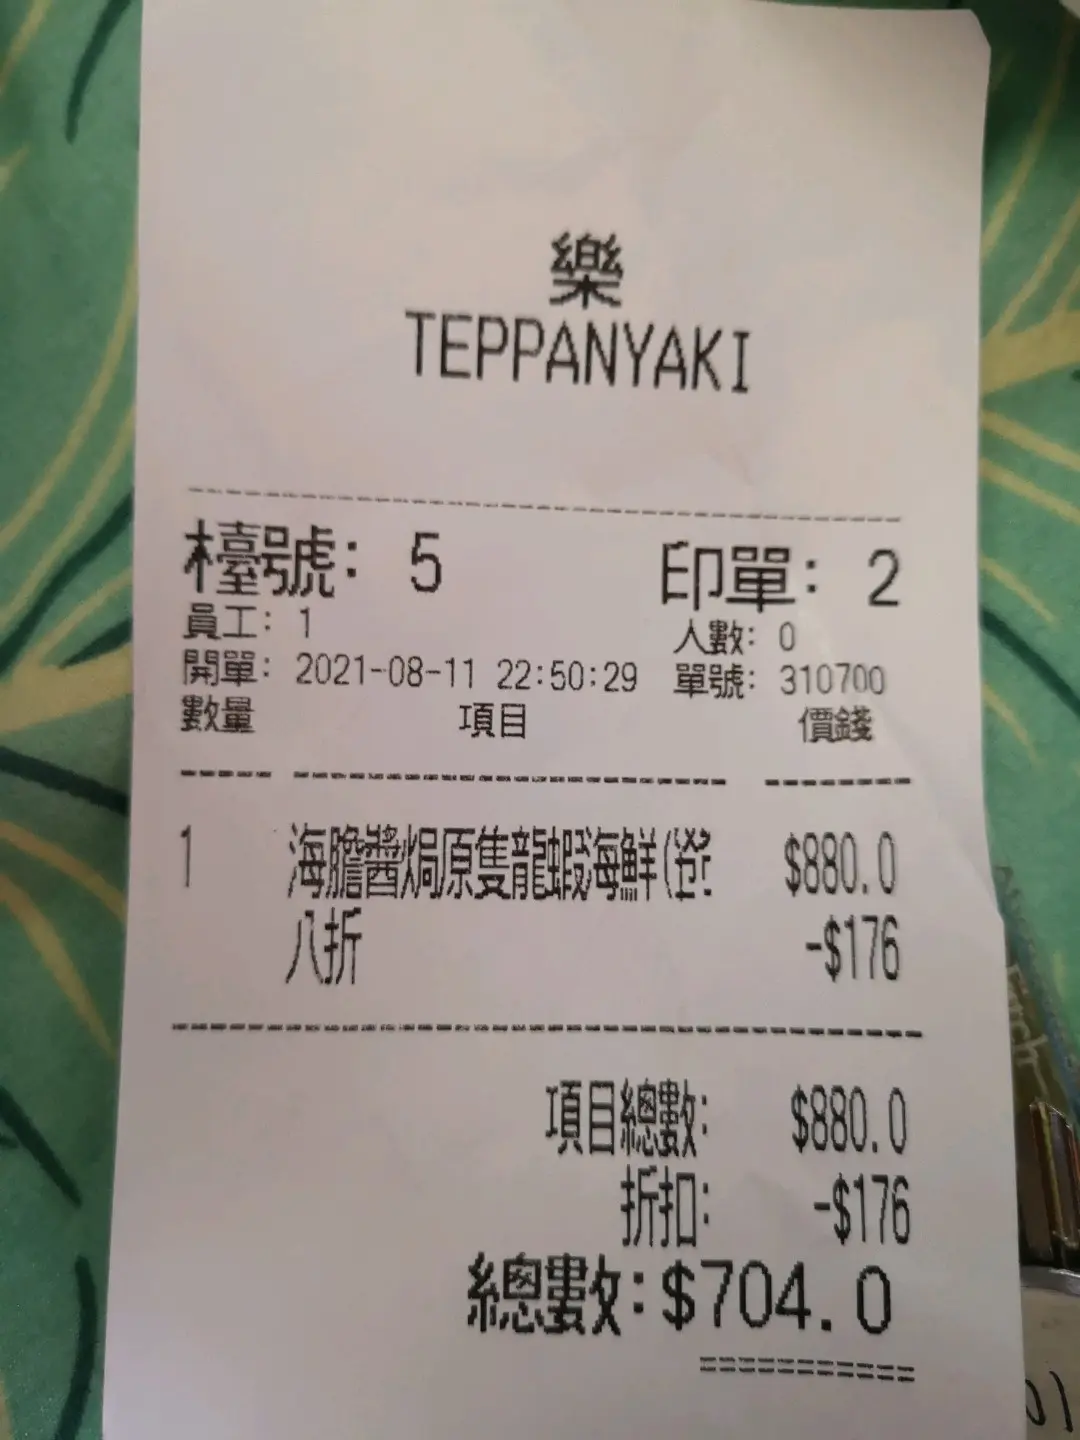 樂
TEPPANYAKI
檯號: 5 印單: 2
員工: 1 人數: 0
開單: 2021-08-11 22:50:29 單號: 310700
數量 項目 價錢
1 海膽醬焗原隻龍蝦海鮮( $880.0
八折 -$176
項目總數: $880.0
折扣: -$176
總數: $704.0